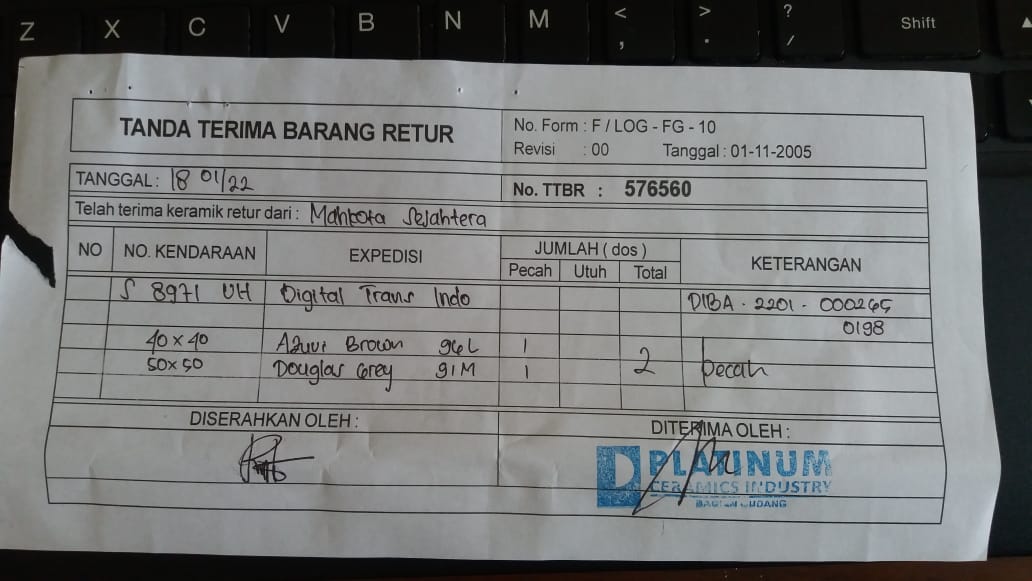 Z X C V B N M < , > . ? / Shift
TANDA TERIMA BARANG RETUR
No. Form : F / LOG - FG - 10
Revisi : 00 Tanggal : 01-11-2005
TANGGAL : 18 01/22
No. TTBR : 576560
Telah terima keramik retur dari : Mahkota Sejahtera
NO NO. KENDARAAN EXPEDISI JUMLAH ( dos ) KETERANGAN
Pecah Utuh Total
S 8971 UH Digital Trans Indo DIBA - 2201 - 000265
0198
40 x 40 Azuvi Brown 96L 1
50x50 Douglas Grey 91M 1 2 pecah
DISERAHKAN OLEH :
DITERIMA OLEH :
PLATINUM
CERAMICS INDUSTRY
BAGIAN GUDANG